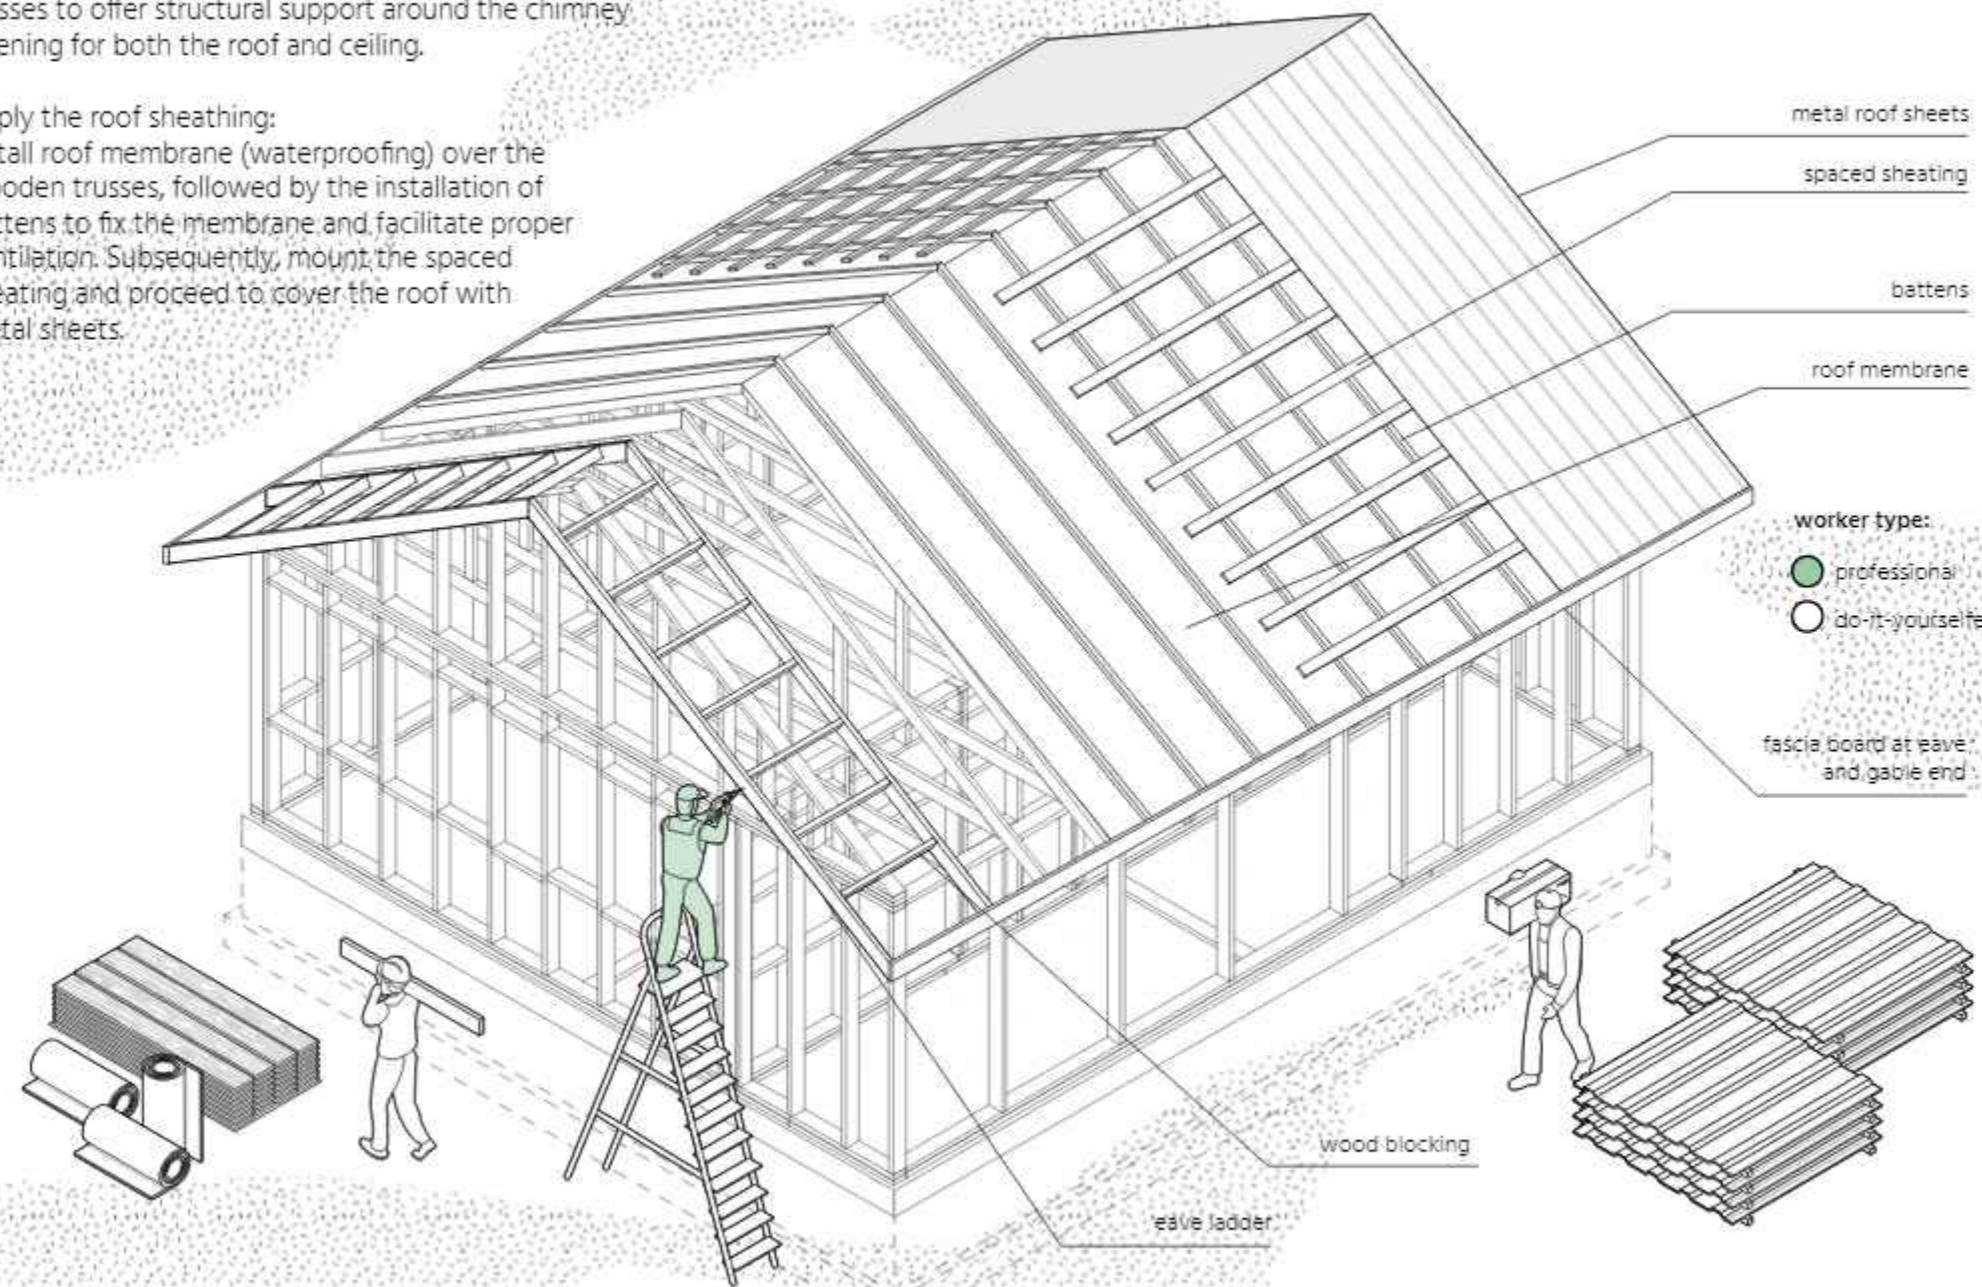 sses to offer structural support around the chimney
ening for both the roof and ceiling.
ply the roof sheathing:
tall roof membrane (waterproofing) over the
oden trusses, followed by the installation of
ttens to fix the membrane and facilitate proper
ntilation. Subsequently, mount the spaced
eating and proceed to cover the roof with
tal sheets.
metal roof sheets
spaced sheating
battens
roof membrane
worker type:
professional
do-it-yourselfe
fascia board at eave
and gable end
wood blocking
eave ladder